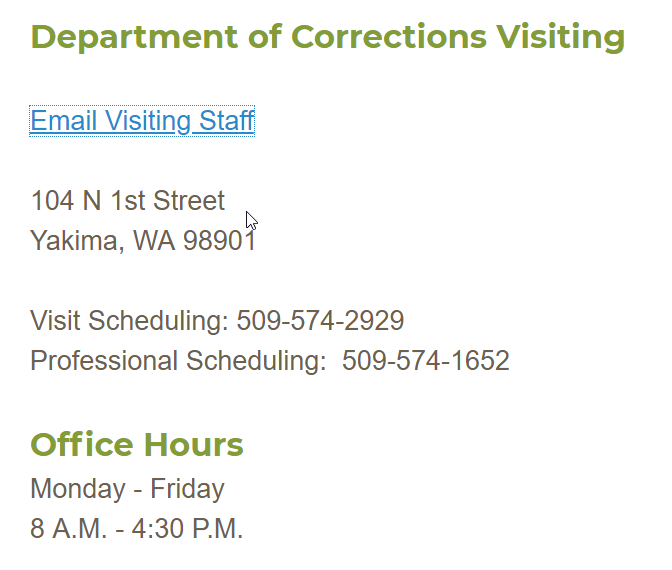 Department of Corrections Visiting
Email Visiting Staff
104 N 1st Street
Yakima, WA 98901
Visit Scheduling: 509-574-2929
Professional Scheduling:  509-574-1652
Office Hours
Monday - Friday
8 A.M. - 4:30 P.M.